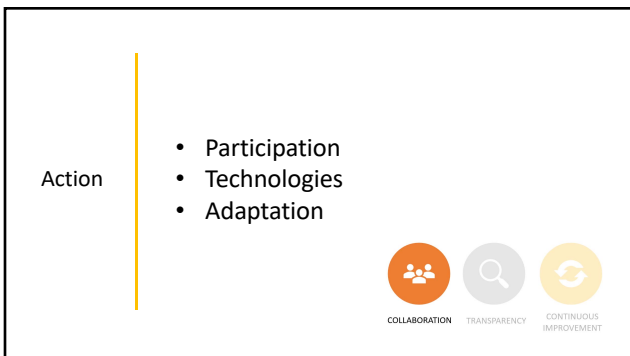 Action
• Participation
• Technologies
• Adaptation
COLLABORATION
TRANSPARENCY
CONTINUOUS
IMPROVEMENT